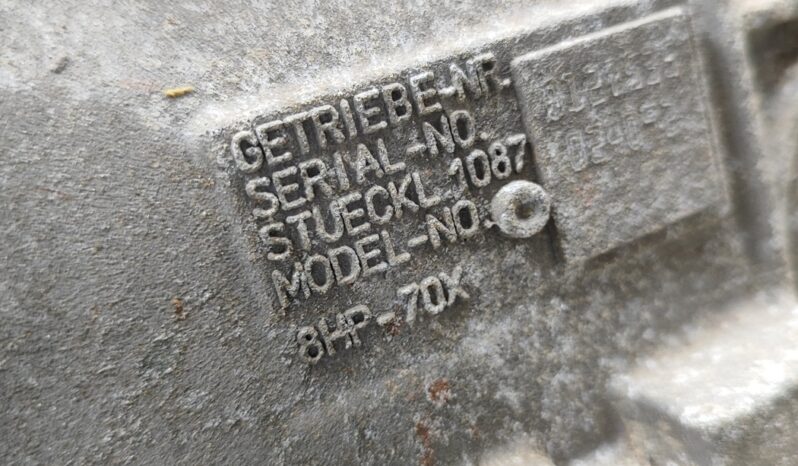 GETRIEBE-NR.
SERIAL-NO.
STUECKL.1087
MODEL-NO.
8HP-70X